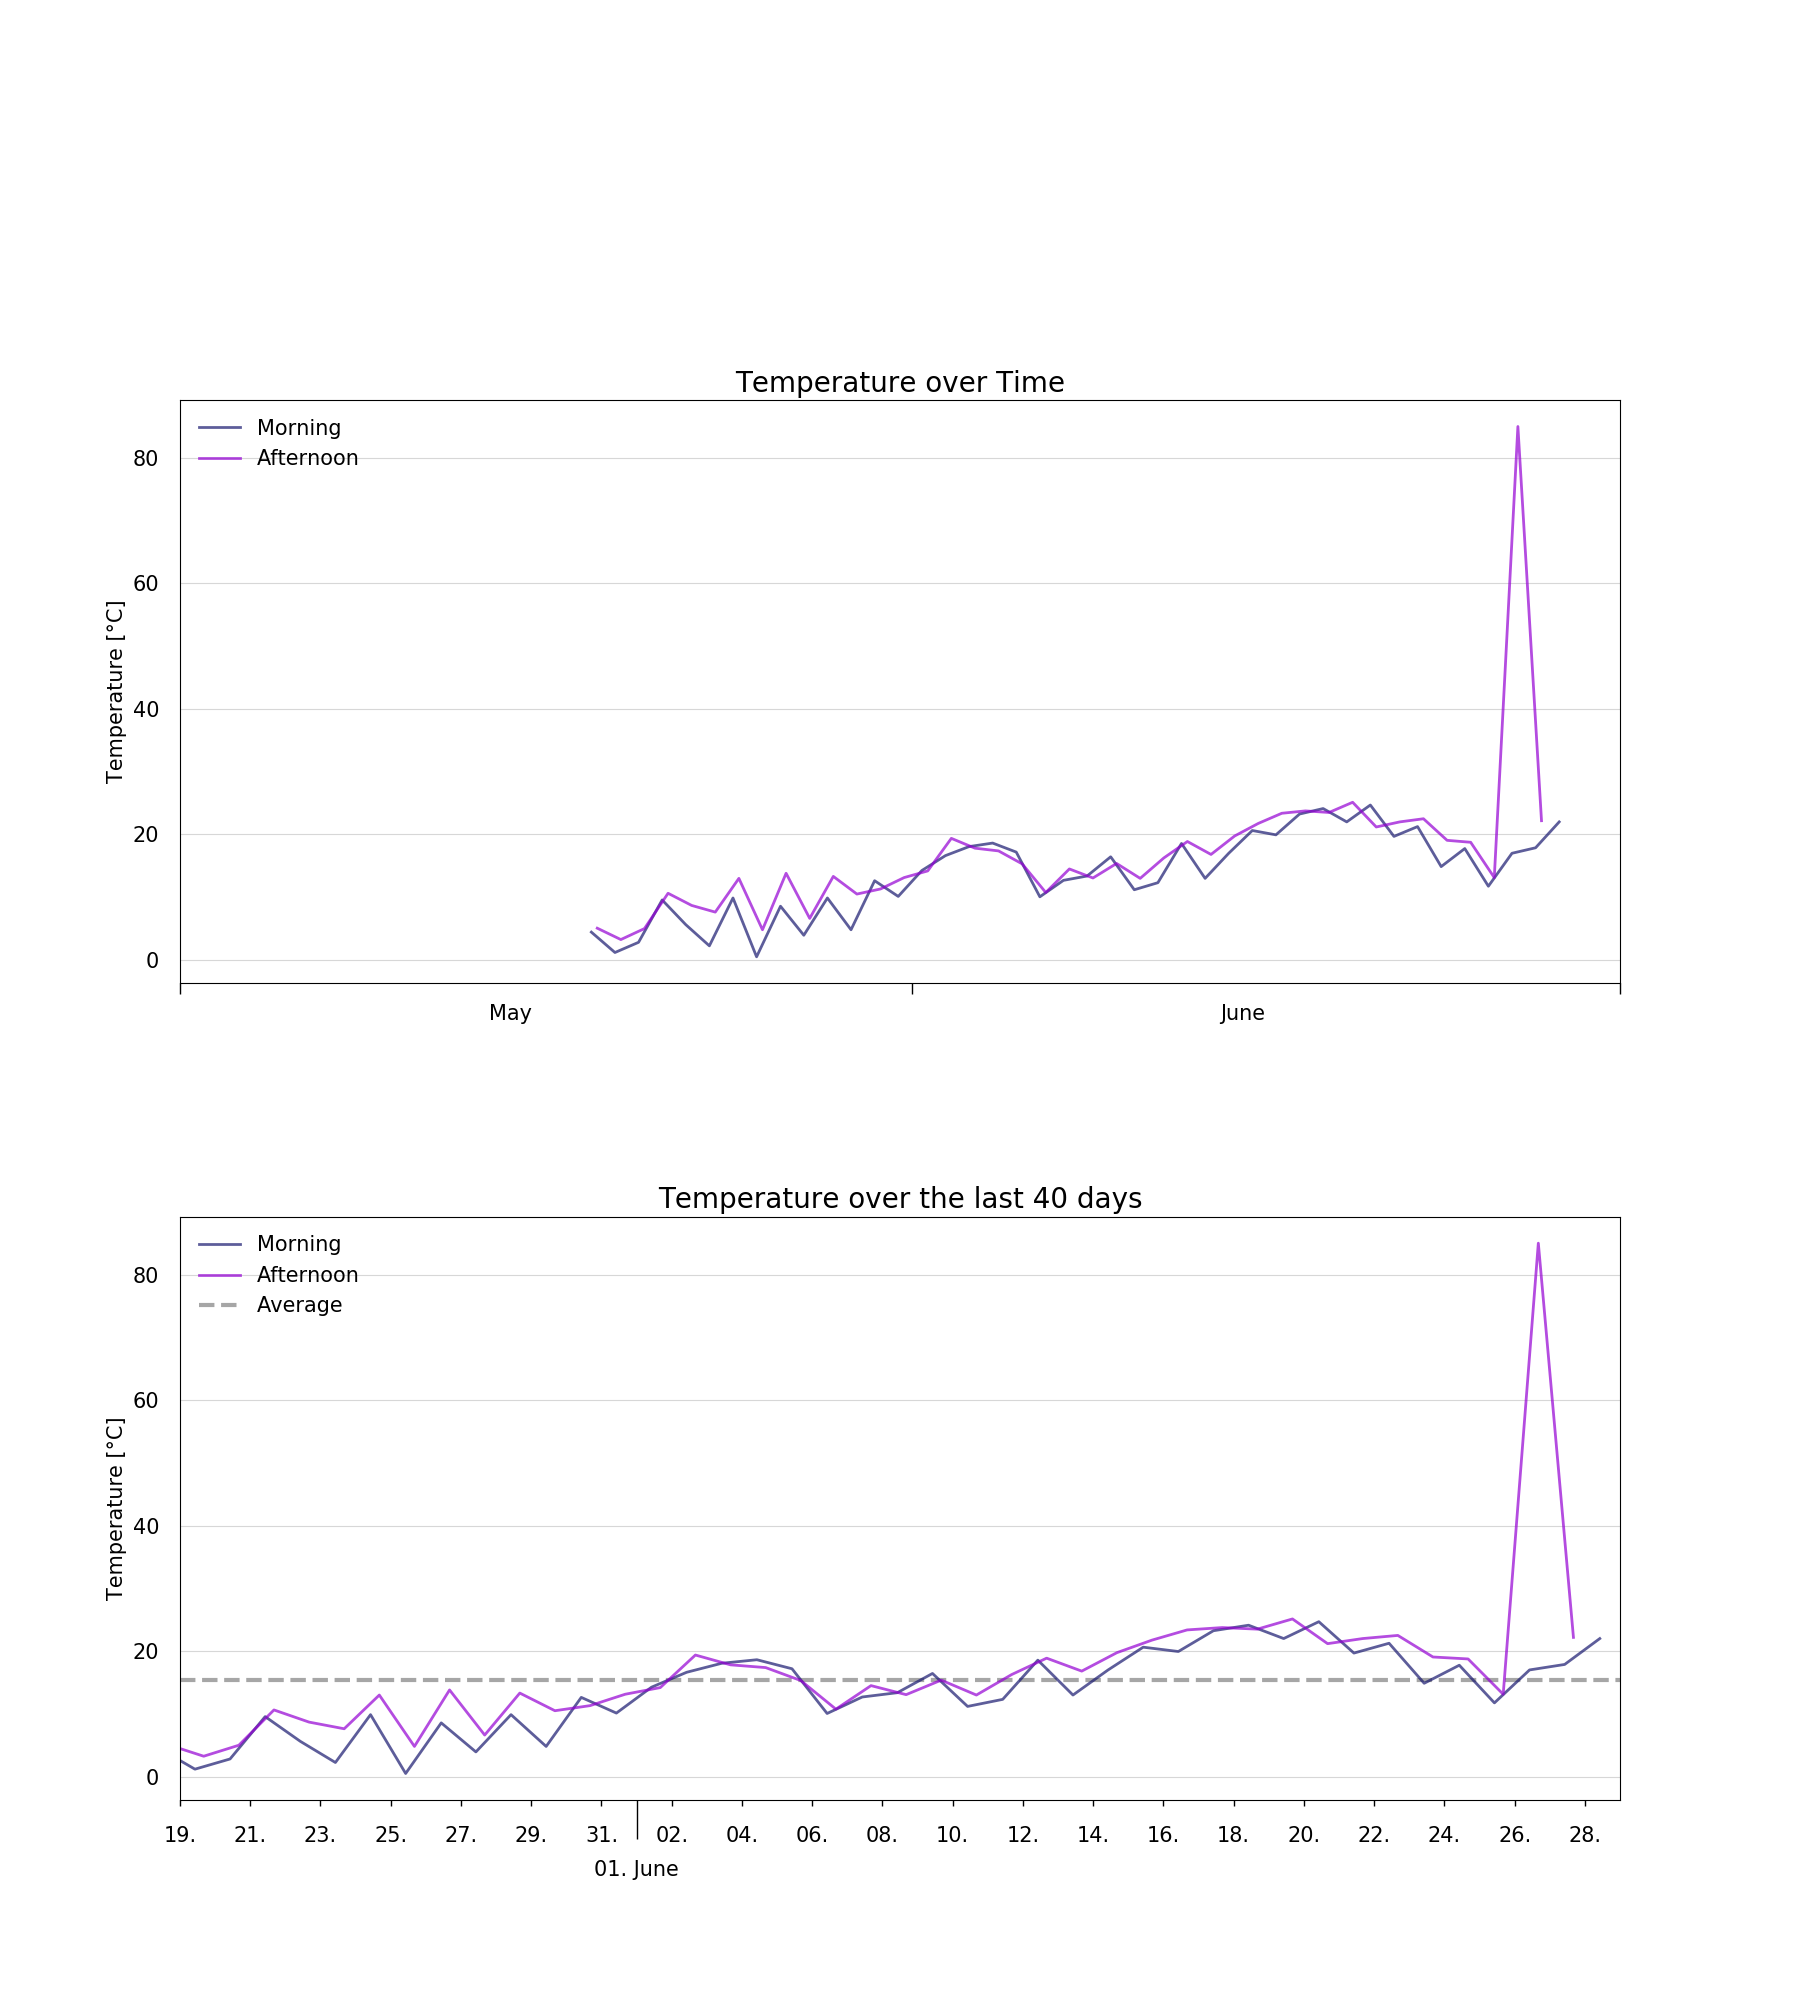 Temperature over Time
Morning
Afternoon
80
60
40
20
0
Temperature [°C]
May June
Temperature over the last 40 days
Morning
Afternoon
Average
80
60
40
20
0
Temperature [°C]
19. 21. 23. 25. 27. 29. 31. 02. 04. 06. 08. 10. 12. 14. 16. 18. 20. 22. 24. 26. 28.
01. June